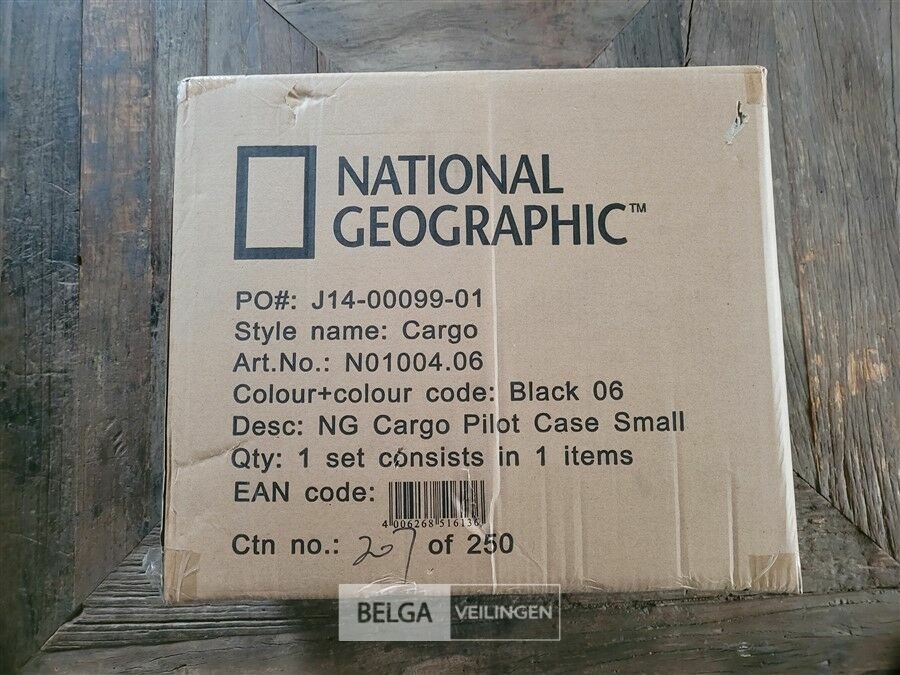 NATIONAL
GEOGRAPHIC™
PO#: J14-00099-01
Style name: Cargo
Art.No.: N01004.06
Colour+colour code: Black 06
Desc: NG Cargo Pilot Case Small
Qty: 1 set consists in 1 items
EAN code:
4 006268 516136
Ctn no.: 207 of 250
BELGA VEILINGEN